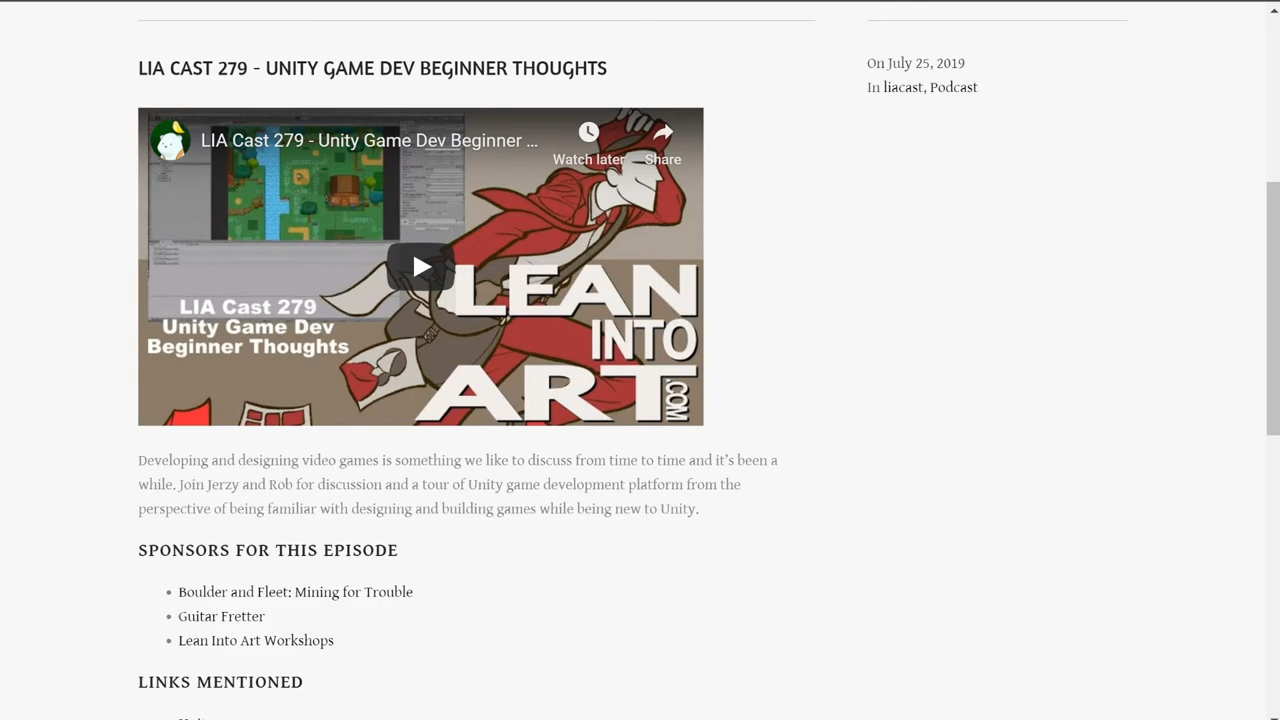 LIA CAST 279 - UNITY GAME DEV BEGINNER THOUGHTS
On July 25, 2019
In liacast, Podcast
LIA Cast 279 - Unity Game Dev Beginner ...
Watch later
Share
LIA Cast 279
Unity Game Dev
Beginner Thoughts
LEAN
INTO
ART
.COM
Developing and designing video games is something we like to discuss from time to time and it's been a
while. Join Jerzy and Rob for discussion and a tour of Unity game development platform from the
perspective of being familiar with designing and building games while being new to Unity.
SPONSORS FOR THIS EPISODE
• Boulder and Fleet: Mining for Trouble
• Guitar Fretter
• Lean Into Art Workshops
LINKS MENTIONED